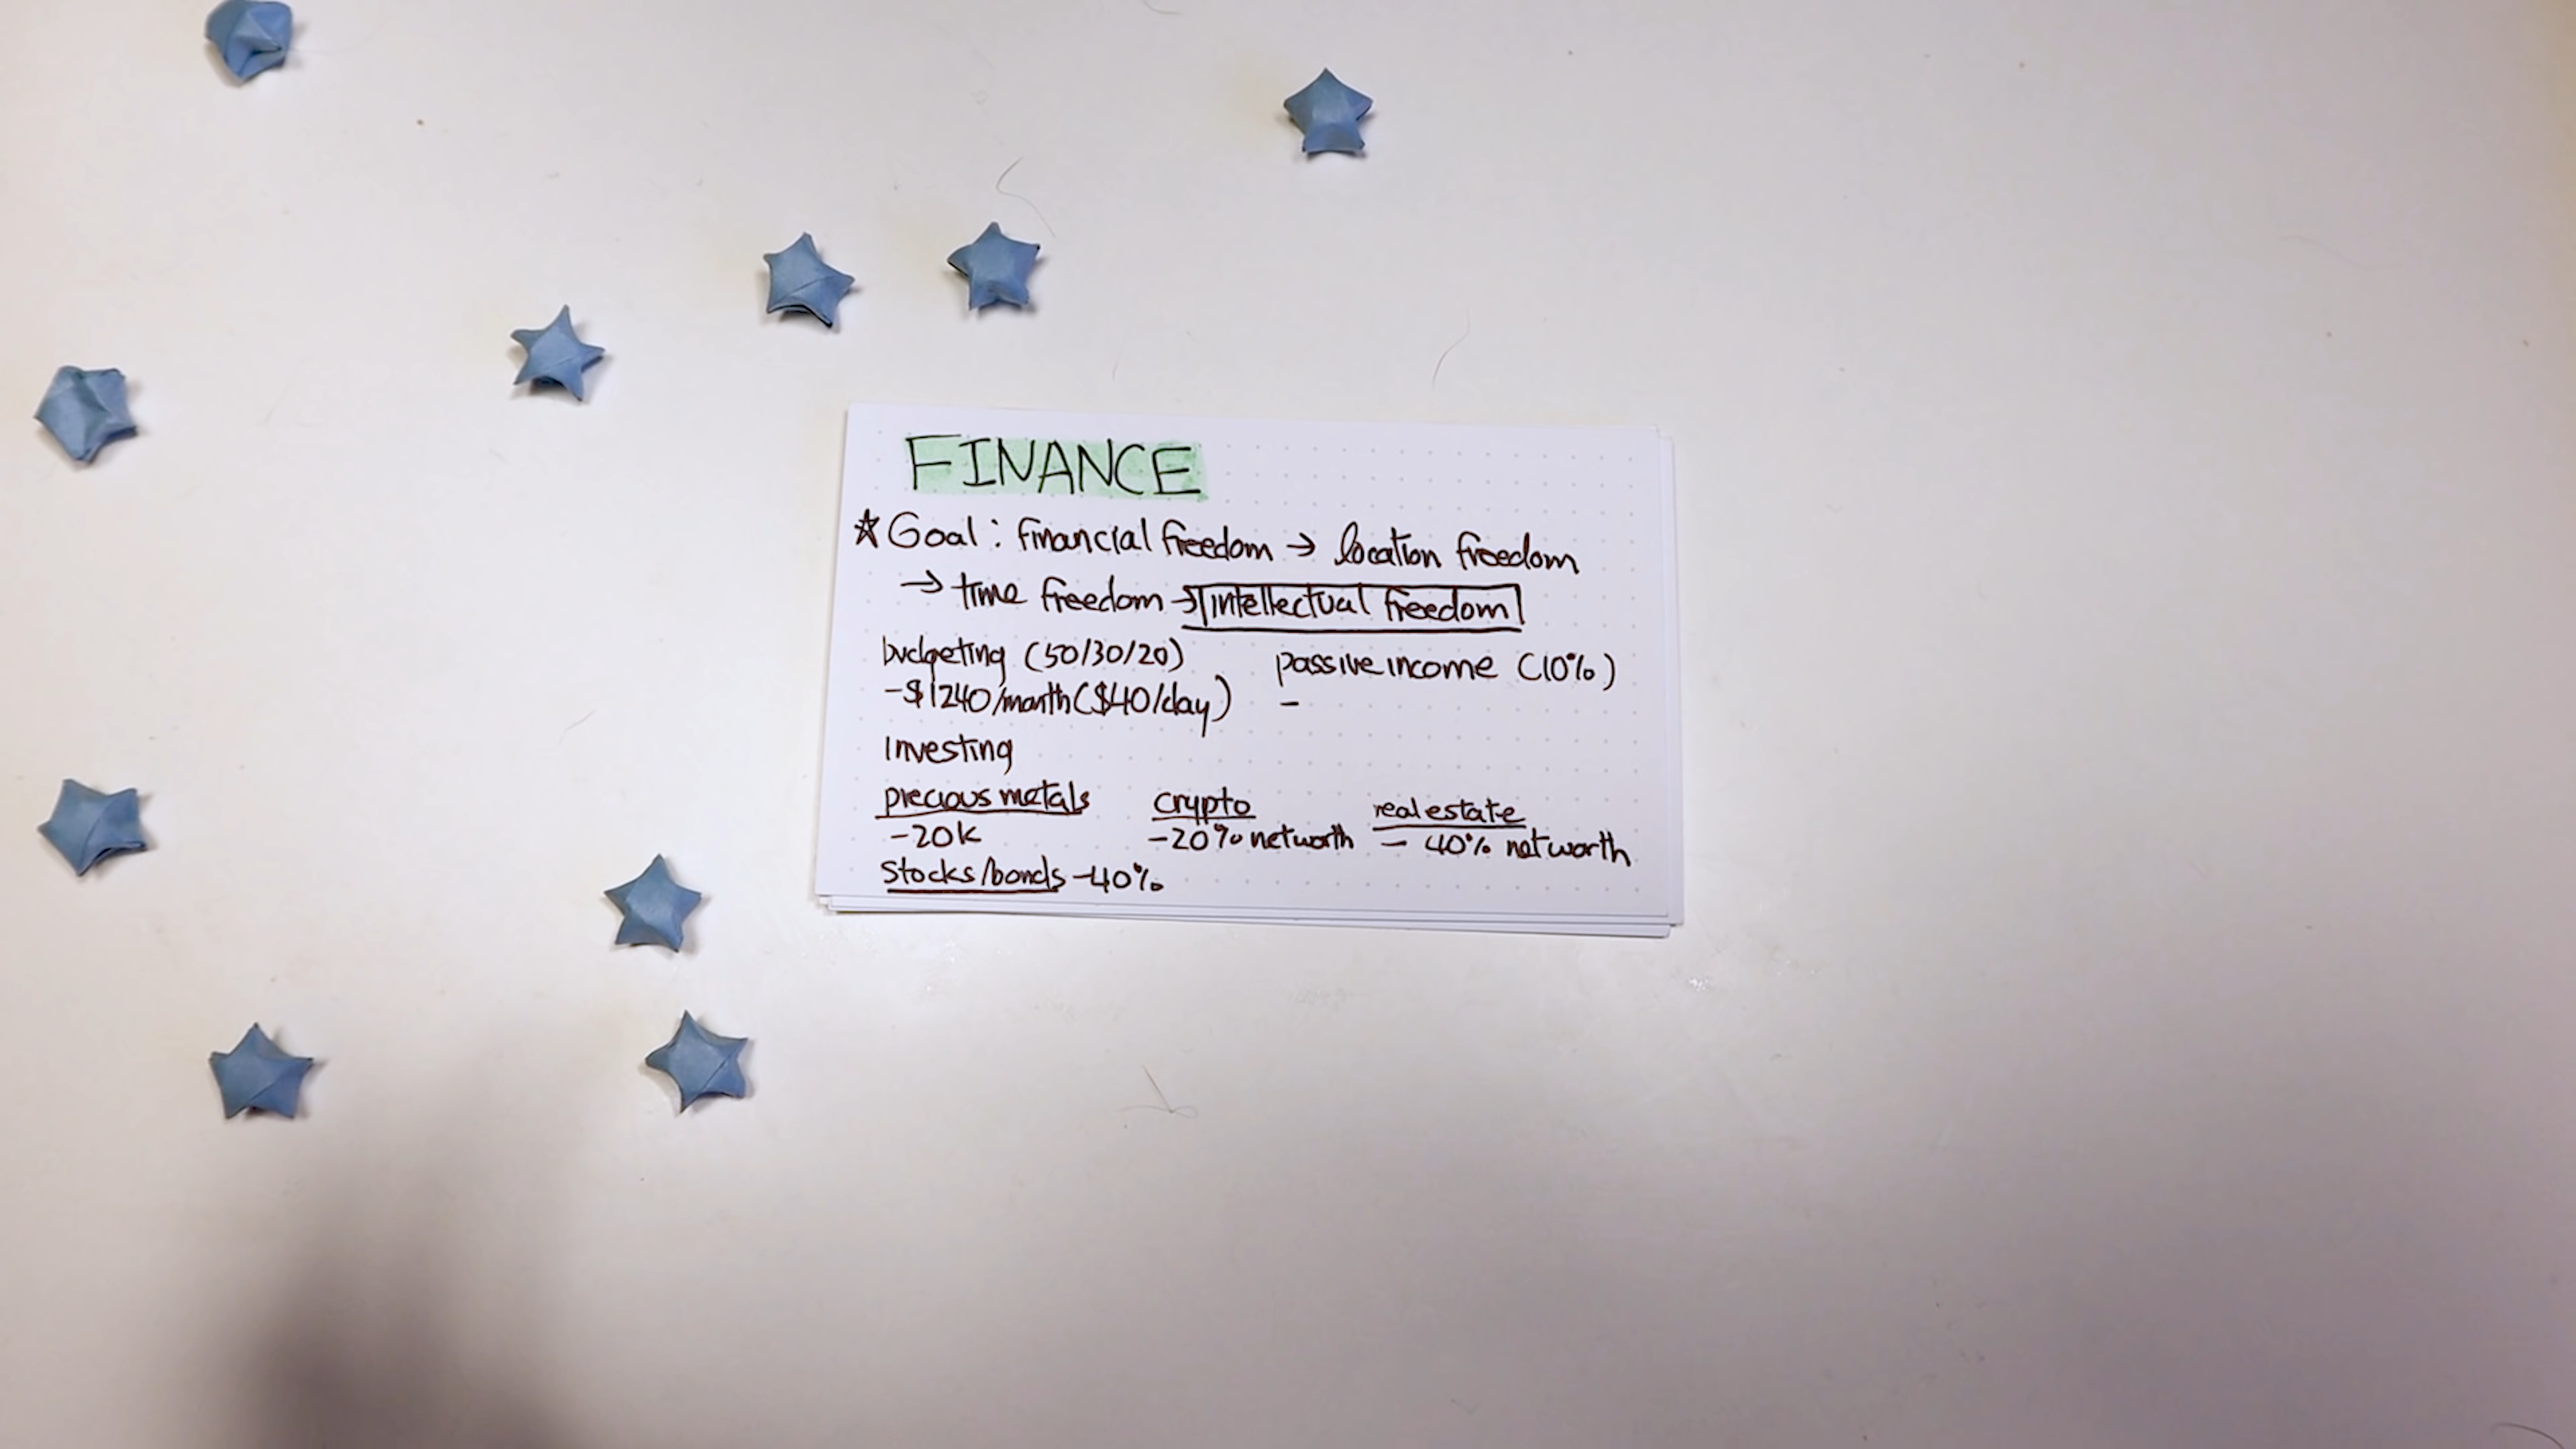 FINANCE
☆ Goal : financial freedom → location freedom
→ time freedom → intellectual freedom
budgeting (50/30/20)
- $1240/month ($40/day)
passive income (10%)
-
Investing
precious metals
- 20K
crypto
- 20% networth
real estate
- 40% networth
Stocks/bonds - 40%